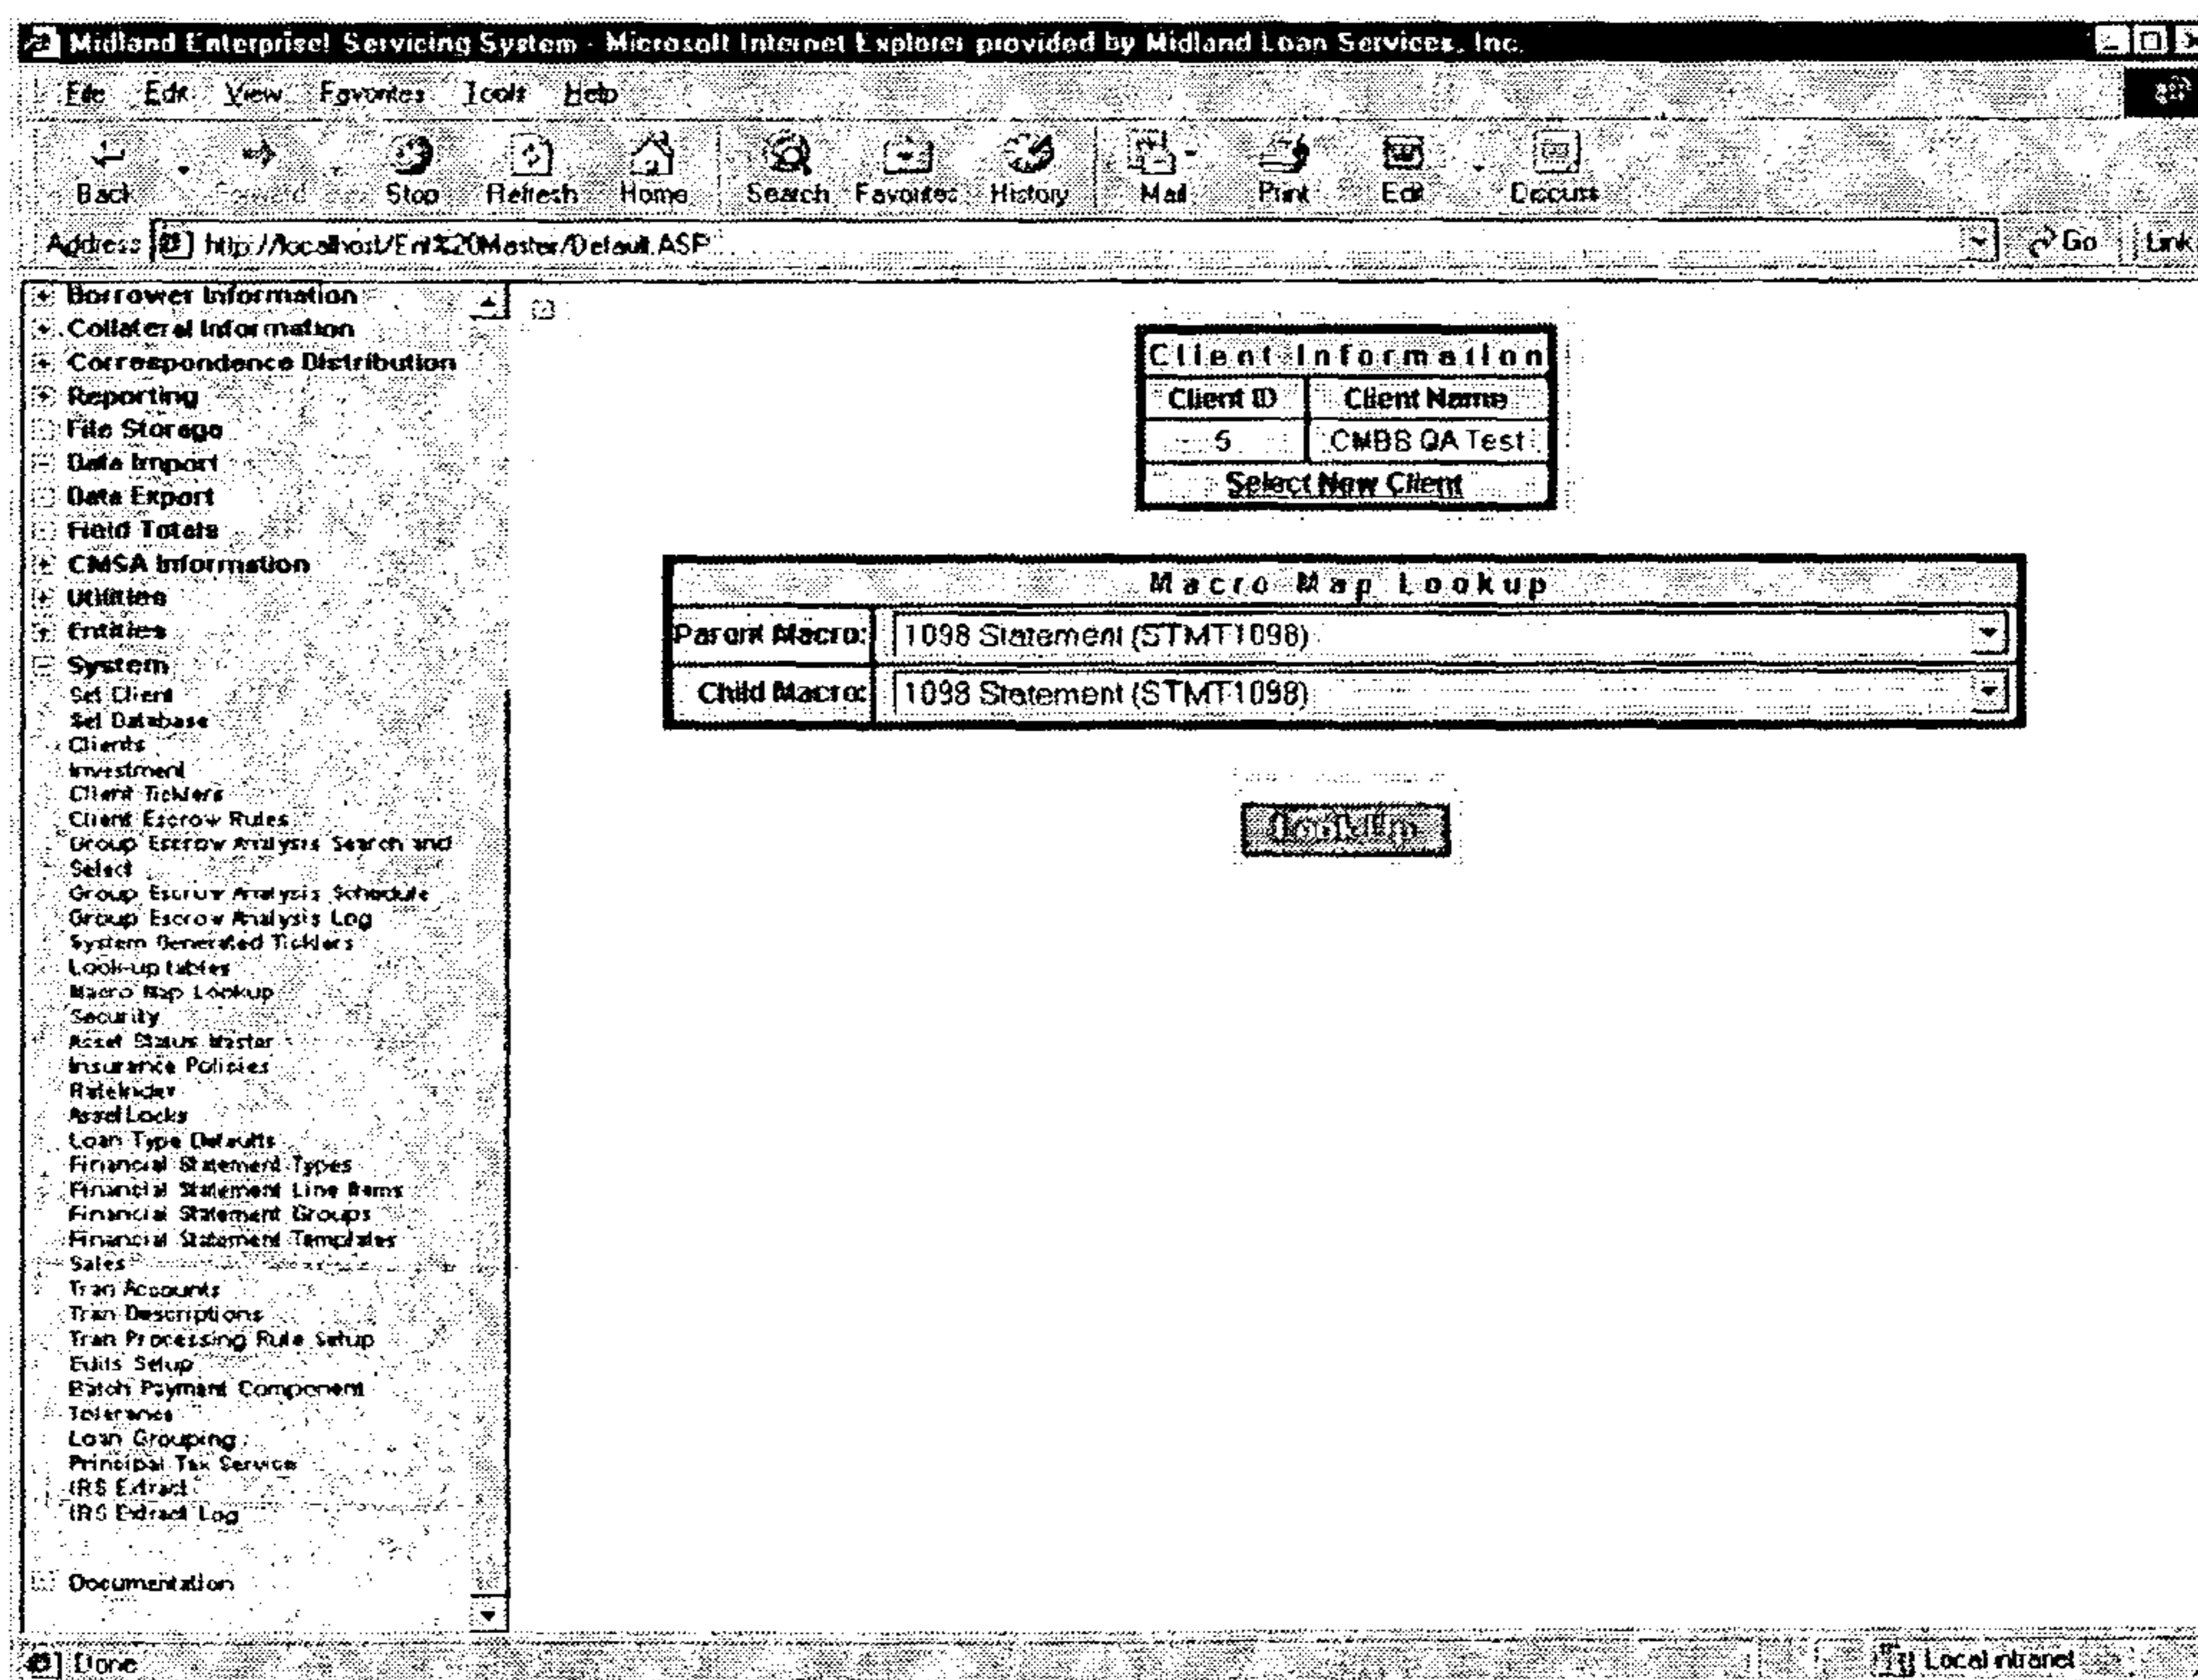 Midland Enterprise! Servicing System - Microsoft Internet Explorer provided by Midland Loan Services, Inc.
File Edit View Favorites Tools Help
Back Forward Stop Refresh Home Search Favorites History Mail Print Edit Discuss
Address http://localhost/Ent%20Master/Default.ASP Go Link
Borrower Information
Collateral Information
Correspondence Distribution
Reporting
File Storage
Data Import
Data Export
Field Totals
CMSA Information
Utilities
Entities
System
Set Client
Set Database
Clients
Investment
Client Ticklers
Client Escrow Rules
Group Escrow Analysis Search and
Select
Group Escrow Analysis Schedule
Group Escrow Analysis Log
System Generated Ticklers
Look-up tables
Macro Map Lookup
Security
Asset Status Master
Insurance Policies
RateIndex
Asset Locks
Loan Type Defaults
Financial Statement Types
Financial Statement Line Items
Financial Statement Groups
Financial Statement Templates
Sales
Tran Accounts
Tran Descriptions
Tran Processing Rule Setup
Edits Setup
Batch Payment Component
Tolerance
Loan Grouping
Principal Tax Service
IRS Extract
IRS Extract Log
Documentation
Client Information
Client ID Client Name
5 CMBS QA Test
Select New Client
Macro Map Lookup
Parent Macro: 1098 Statement (STMT1098)
Child Macro: 1098 Statement (STMT1098)
Look Up
Done Local intranet